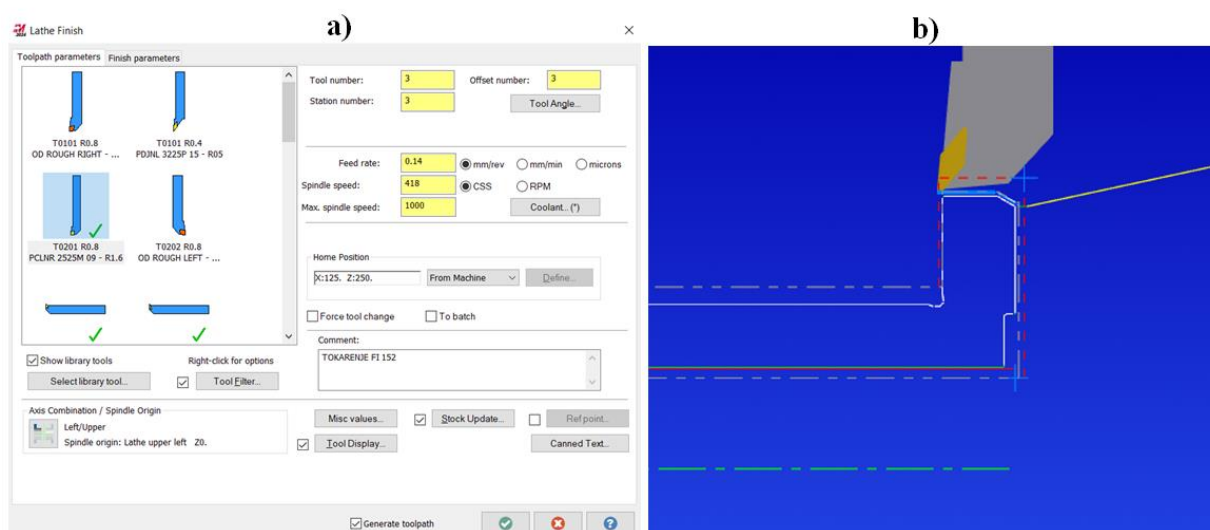 a)
b)
2024
Lathe Finish
Toolpath parameters Finish parameters
T0101 R0.8
OD ROUGH RIGHT - ...
T0101 R0.4
PDJNL 3225P 15 - R05
T0201 R0.8
PCLNR 2525M 09 - R1.6
T0202 R0.8
OD ROUGH LEFT - ...
Show library tools
Right-click for options
Select library tool...
Tool Filter...
Axis Combination / Spindle Origin
Left/Upper
Spindle origin: Lathe upper left Z0.
Tool number: 3 Offset number: 3
Station number: 3 Tool Angle...
Feed rate: 0.14 mm/rev mm/min microns
Spindle speed: 418 CSS RPM
Max. spindle speed: 1000 Coolant.. (*)
Home Position
X:125. Z:250. From Machine Define...
Force tool change To batch
Comment:
TOKARENJE FI 152
Misc values... Stock Update... Ref point...
Tool Display... Canned Text...
Generate toolpath